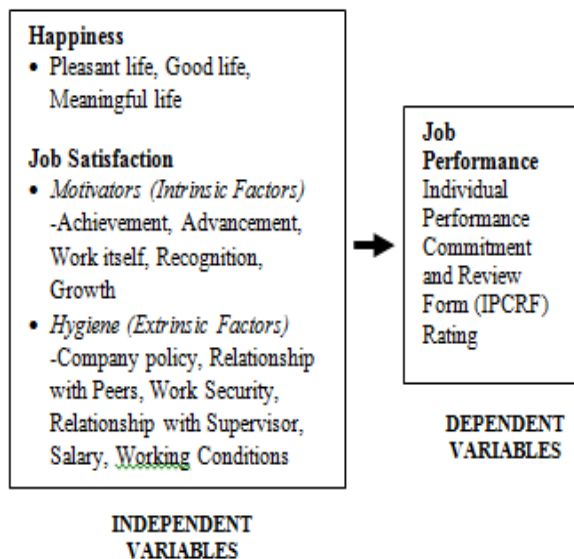 Happiness
• Pleasant life, Good life,
Meaningful life
Job Satisfaction
• Motivators (Intrinsic Factors)
-Achievement, Advancement,
Work itself, Recognition,
Growth
• Hygiene (Extrinsic Factors)
-Company policy, Relationship
with Peers, Work Security,
Relationship with Supervisor,
Salary, Working Conditions
INDEPENDENT
VARIABLES
Job
Performance
Individual
Performance
Commitment
and Review
Form (IPCRF)
Rating
DEPENDENT
VARIABLES